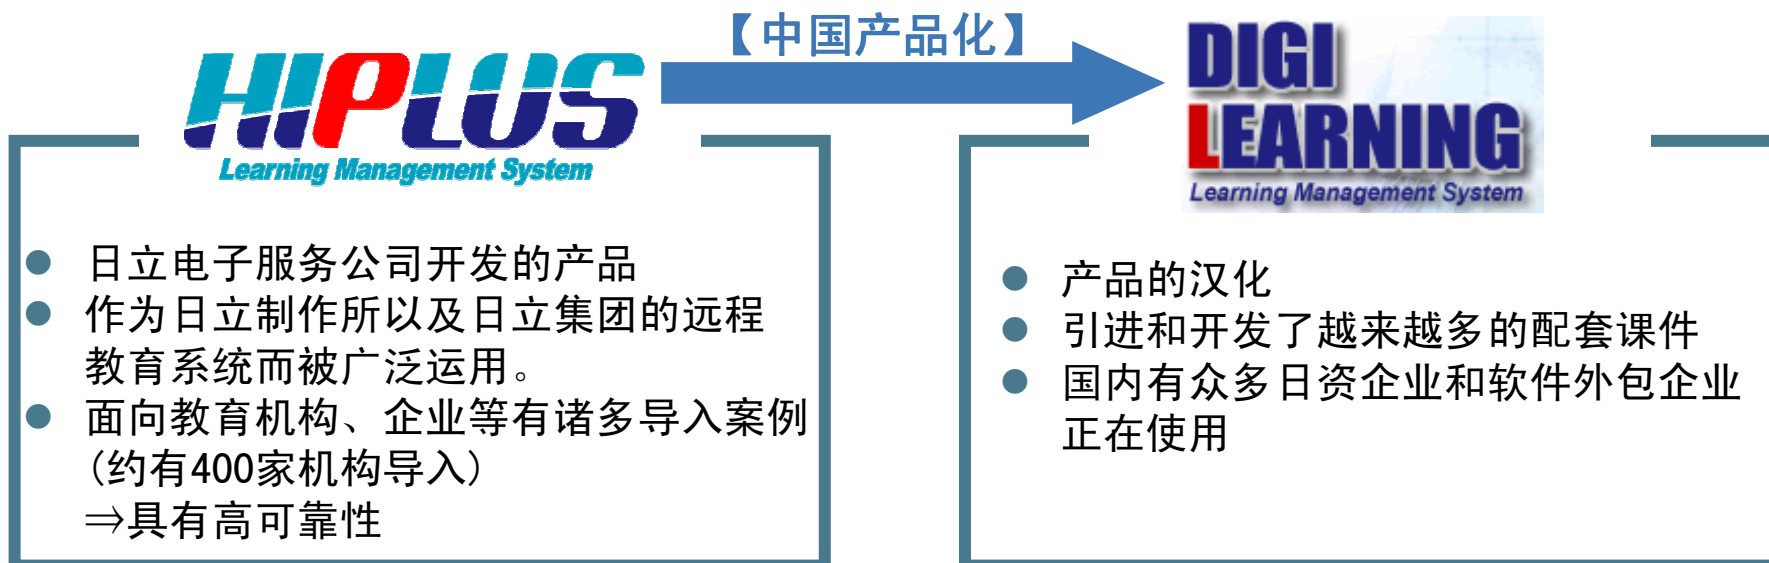 【中国产品化】
HIPLUS
Learning Management System
日立电子服务公司开发的产品
作为日立制作所以及日立集团的远程
教育系统而被广泛运用。
面向教育机构、企业等有诸多导入案例
(约有400家机构导入)
⇒具有高可靠性
DIGI
LEARNING
Learning Management System
产品的汉化
引进和开发了越来越多的配套课件
国内有众多日资企业和软件外包企业
正在使用